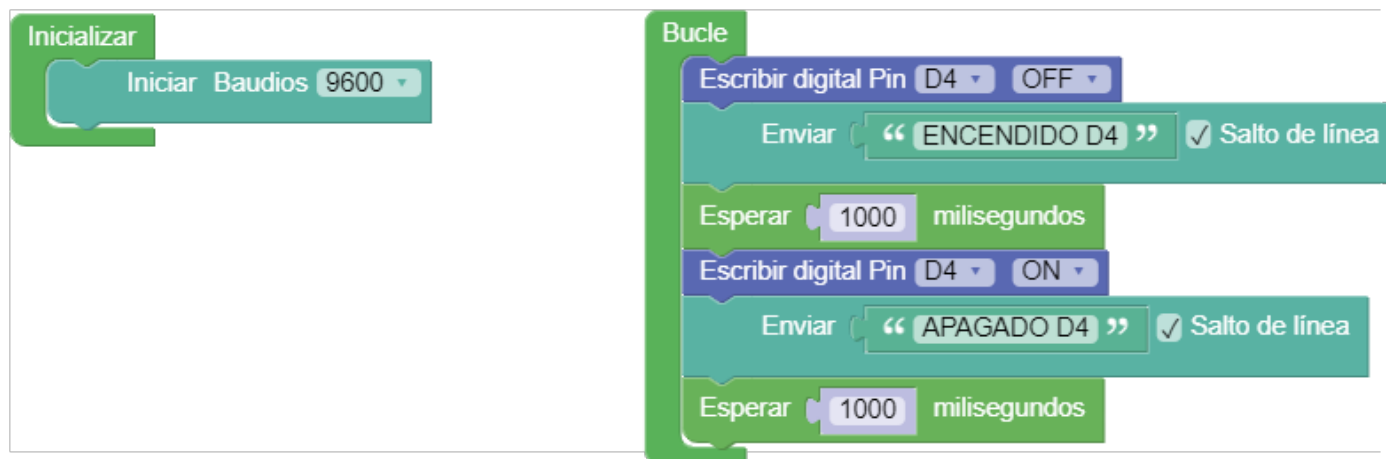 Inicializar
Iniciar Baudios 9600
Bucle
Escribir digital Pin D4 OFF
Enviar “ ENCENDIDO D4 ” Salto de línea
Esperar 1000 milisegundos
Escribir digital Pin D4 ON
Enviar “ APAGADO D4 ” Salto de línea
Esperar 1000 milisegundos